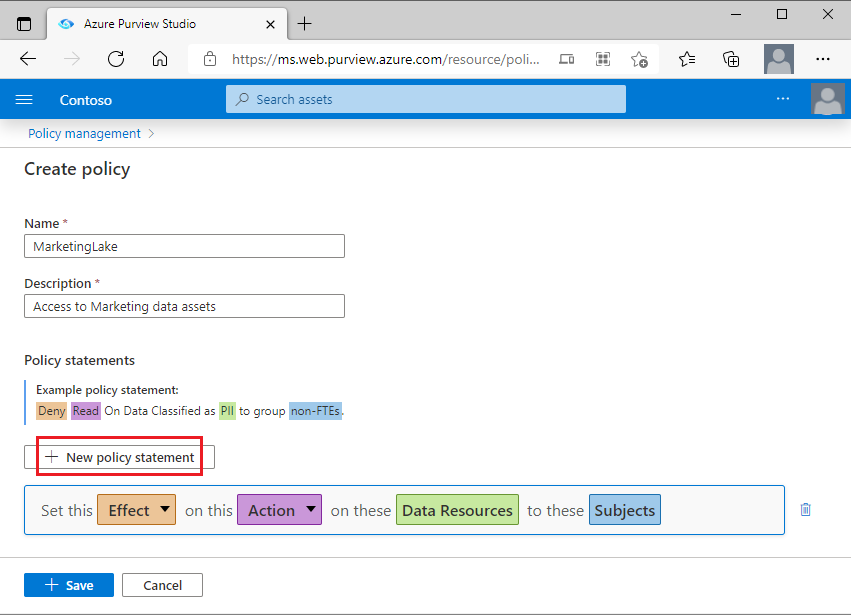 Azure Purview Studio
https://ms.web.purview.azure.com/resource/poli...
Contoso
Search assets
Policy management
Create policy
Name *
MarketingLake
Description *
Access to Marketing data assets
Policy statements
Example policy statement:
Deny Read On Data Classified as PII to group non-FTEs.
New policy statement
Set this Effect on this Action on these Data Resources to these Subjects
Save Cancel